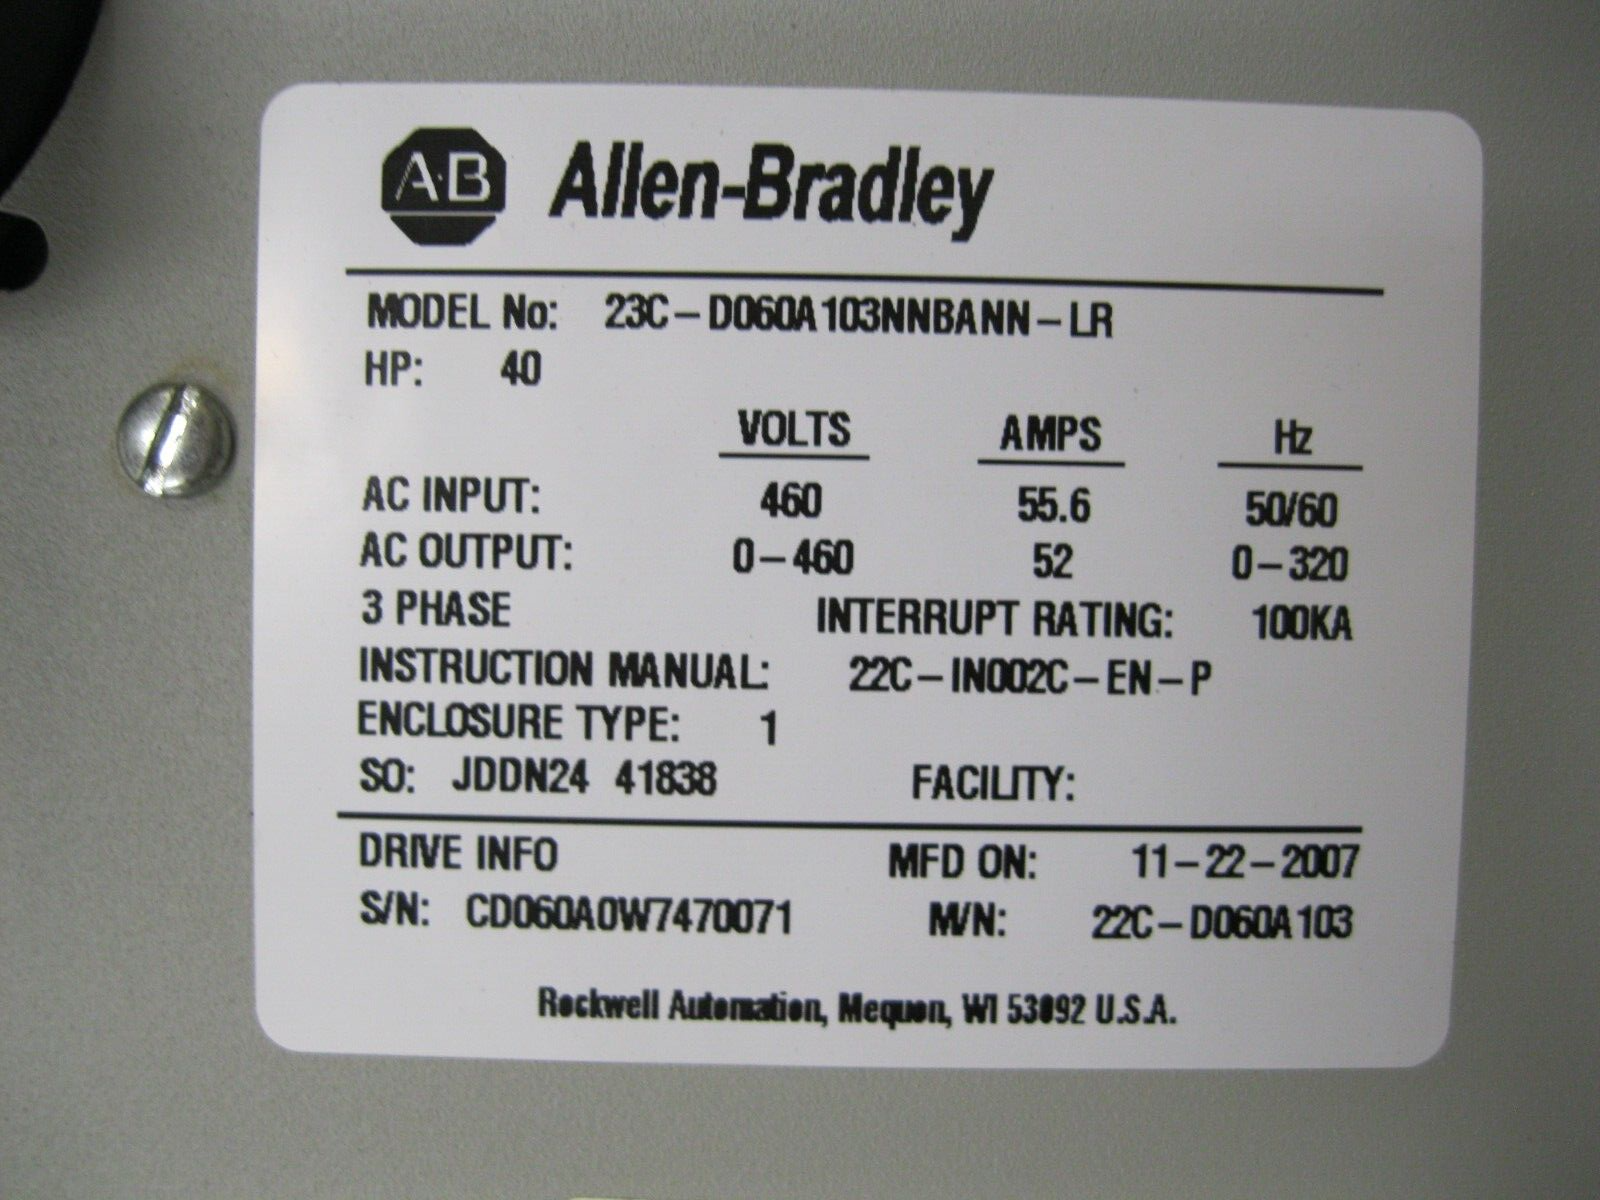 A·B Allen-Bradley
MODEL No: 23C-D060A103NNBANN-LR
HP: 40
VOLTS AMPS Hz
AC INPUT: 460 55.6 50/60
AC OUTPUT: 0-460 52 0-320
3 PHASE INTERRUPT RATING: 100KA
INSTRUCTION MANUAL: 22C-IN002C-EN-P
ENCLOSURE TYPE: 1
SO: JDDN24 41838 FACILITY:
DRIVE INFO MFD ON: 11-22-2007
S/N: CD060A0W7470071 M/N: 22C-D060A103
Rockwell Automation, Mequon, WI 53092 U.S.A.